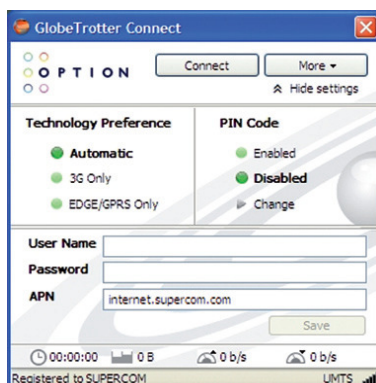 GlobeTrotter Connect
OPTION Connect More
Hide settings
Technology Preference PIN Code
Automatic Enabled
3G Only Disabled
EDGE/GPRS Only Change
User Name
Password
APN internet.supercom.com
Save
00:00:00 0 B 0 b/s 0 b/s
Registered to SUPERCOM UMTS